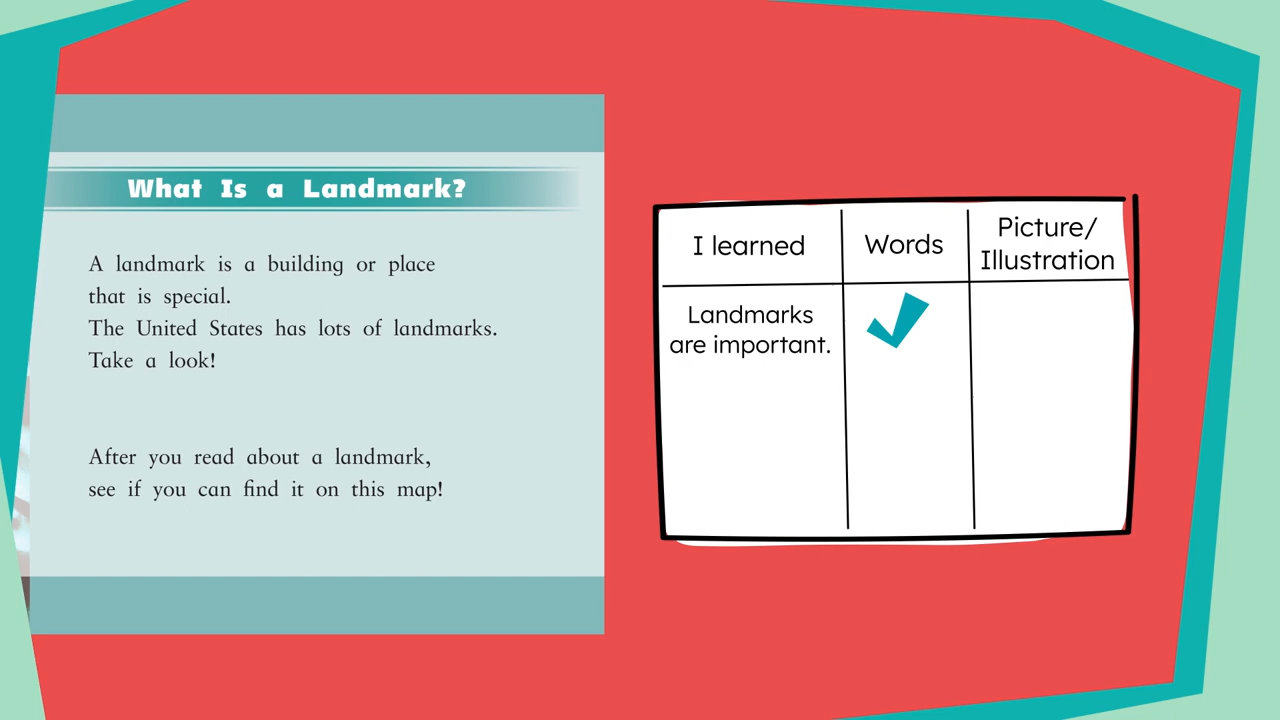 What Is a Landmark?
A landmark is a building or place
that is special.
The United States has lots of landmarks.
Take a look!
After you read about a landmark,
see if you can find it on this map!
I learned
Words
Picture/
Illustration
Landmarks
are important.